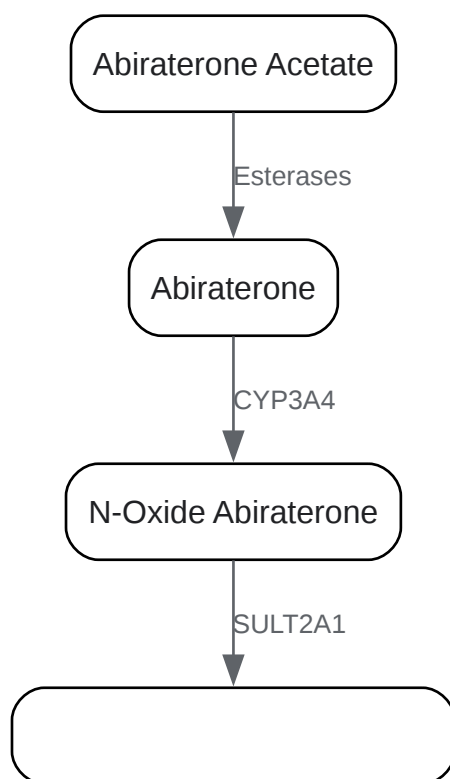 Abiraterone Acetate
Esterases
Abiraterone
CYP3A4
N-Oxide Abiraterone
SULT2A1